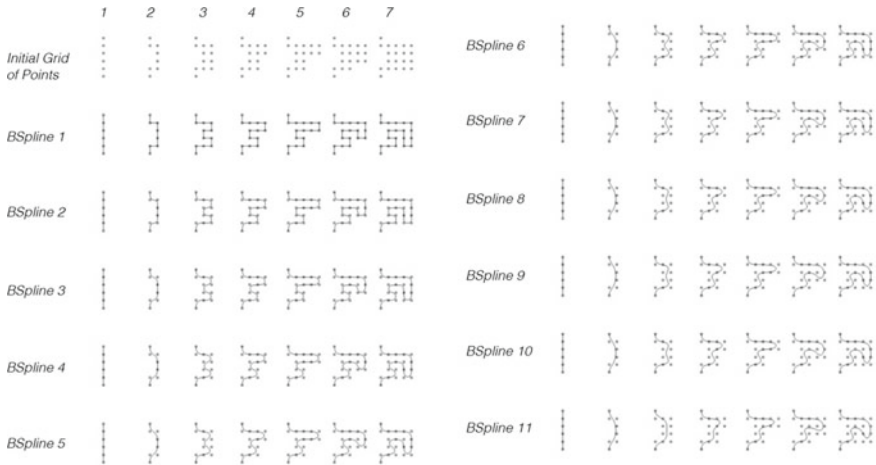 1 2 3 4 5 6 7
Initial Grid
of Points
BSpline 1
BSpline 2
BSpline 3
BSpline 4
BSpline 5
BSpline 6
BSpline 7
BSpline 8
BSpline 9
BSpline 10
BSpline 11